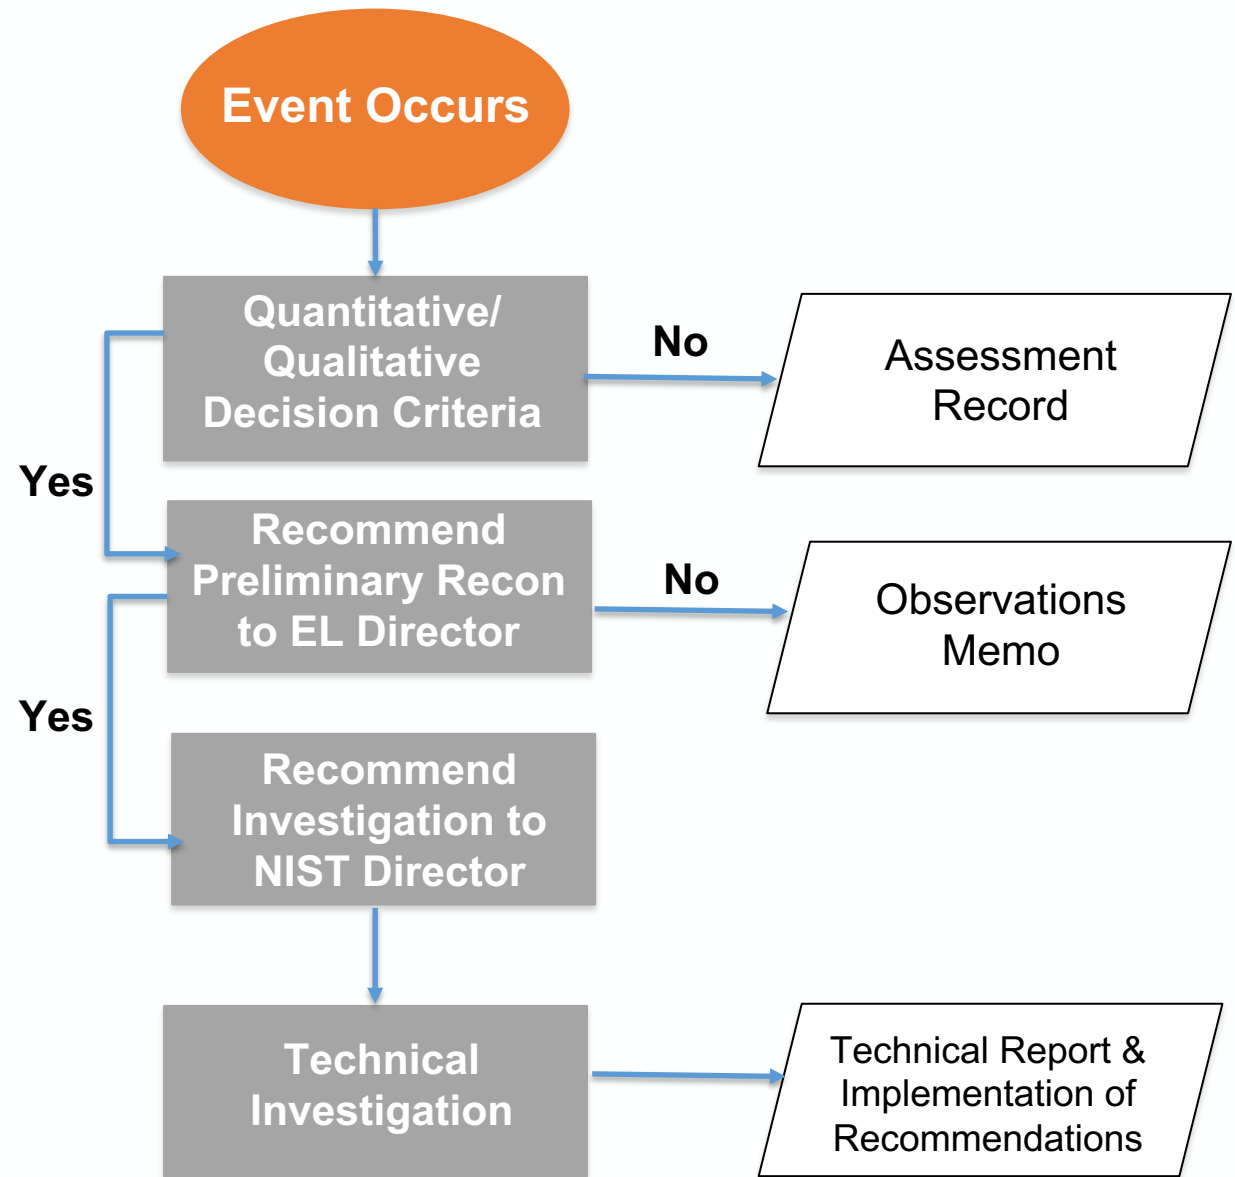 Event Occurs
Quantitative/
Qualitative
Decision Criteria
No
Assessment
Record
Yes
Recommend
Preliminary Recon
to EL Director
No
Observations
Memo
Yes
Recommend
Investigation to
NIST Director
Technical
Investigation
Technical Report &
Implementation of
Recommendations